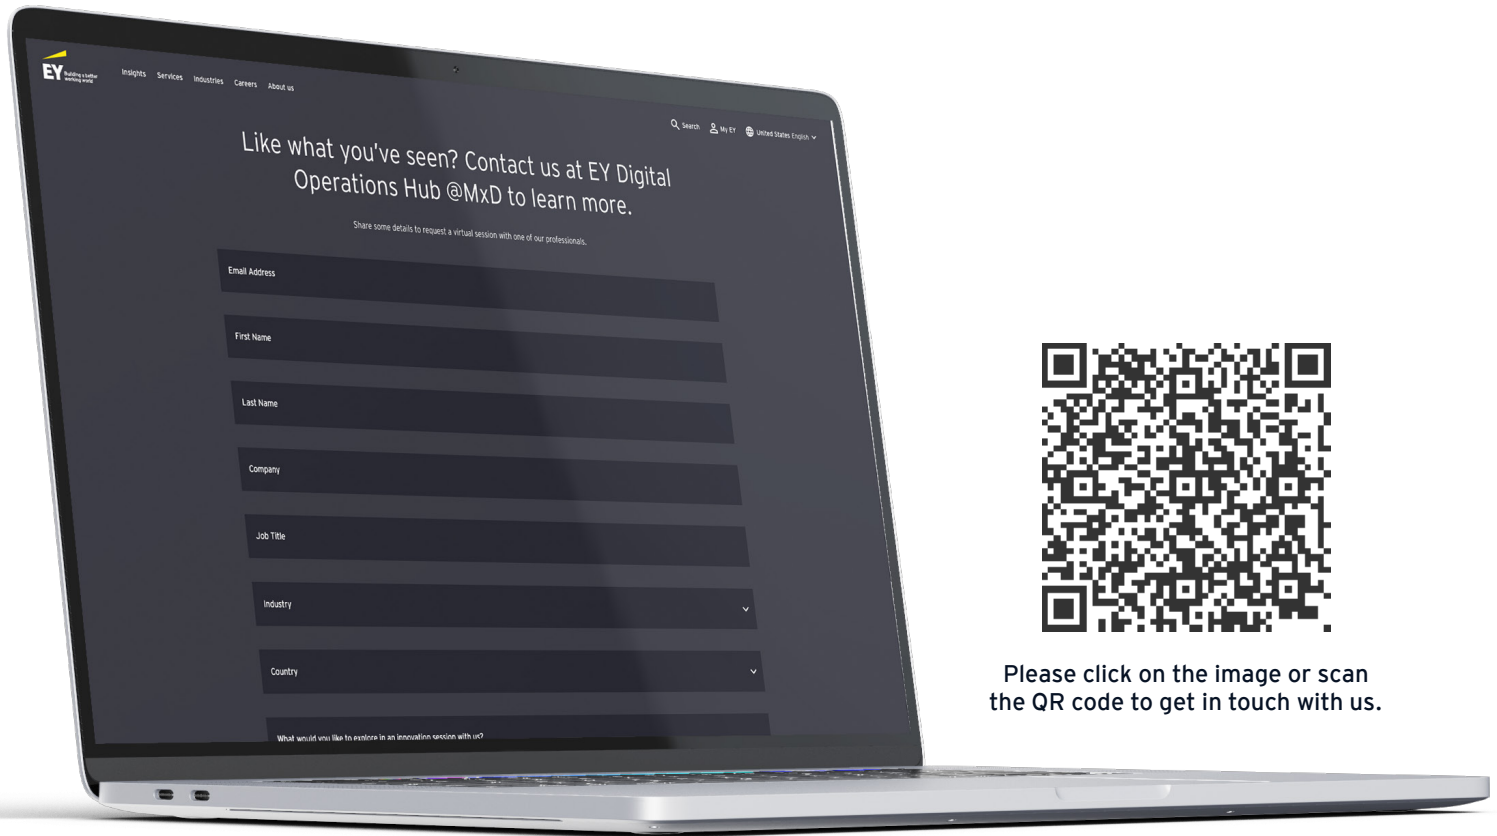 EY
Building a better
working world
Insights Services Industries Careers About us
Search My EY United States English
Like what you've seen? Contact us at EY Digital
Operations Hub @MxD to learn more.
Share some details to request a virtual session with one of our professionals.
Email Address
First Name
Last Name
Company
Job Title
Industry
Country
What would you like to explore in an innovation session with us?
Please click on the image or scan
the QR code to get in touch with us.